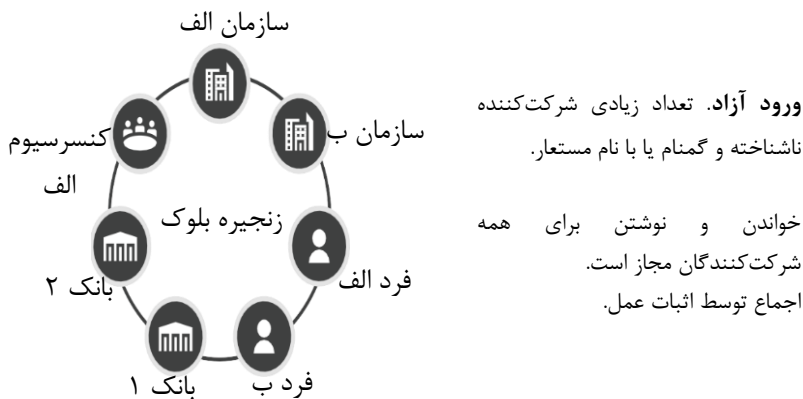 سازمان الف
سازمان ب
کنسرسیوم
الف
زنجیره بلوک
فرد الف
بانک ۲
فرد ب
بانک ۱
ورود آزاد. تعداد زیادی شرکت‌کننده
ناشناخته و گمنام یا با نام مستعار.
خواندن و نوشتن برای همه
شرکت‌کنندگان مجاز است.
اجماع توسط اثبات عمل.